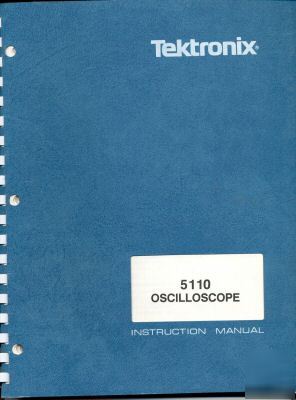 Tektronix®
5110
OSCILLOSCOPE
INSTRUCTION MANUAL